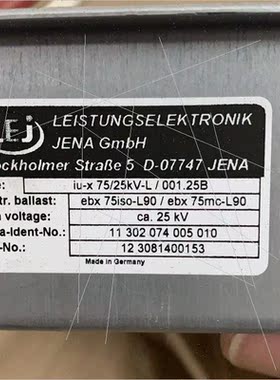 LEj
LEISTUNGSELEKTRONIK
JENA GmbH
ockholmer Straße 5 D-07747 JENA
e: iu-x 75/25kV-L / 001.25B
tr. ballast: ebx 75iso-L90 / ebx 75mc-L90
n voltage: ca. 25 kV
a-Ident-No.: 11 302 074 005 010
No.: 12 3081400153
Made in Germany